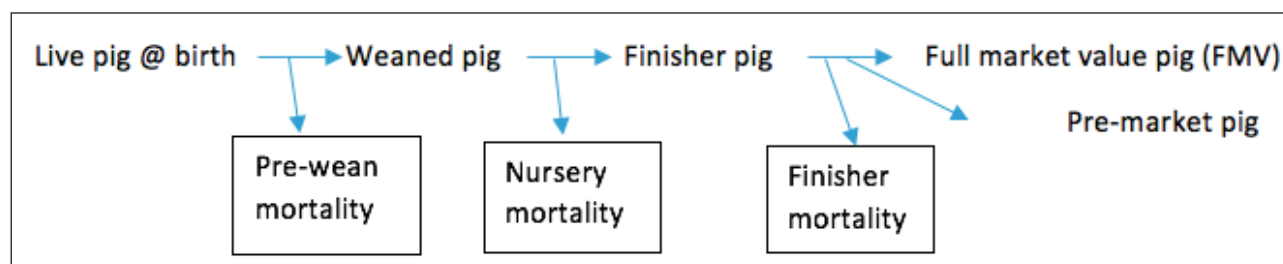 Live pig @ birth Weaned pig Finisher pig Full market value pig (FMV)
Pre-market pig
Pre-wean
mortality
Nursery
mortality
Finisher
mortality